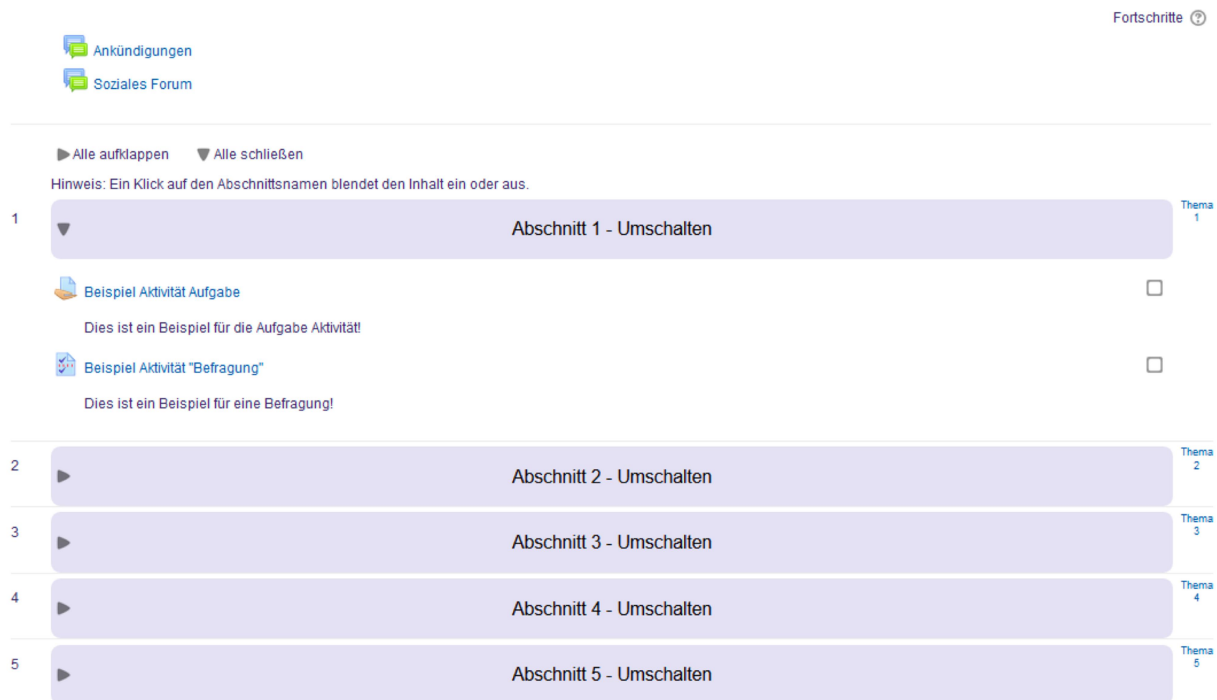 Fortschritte
Ankündigungen
Soziales Forum
Alle aufklappen Alle schließen
Hinweis: Ein Klick auf den Abschnittsnamen blendet den Inhalt ein oder aus.
1 Abschnitt 1 - Umschalten Thema 1
Beispiel Aktivität Aufgabe
Dies ist ein Beispiel für die Aufgabe Aktivität!
Beispiel Aktivität "Befragung"
Dies ist ein Beispiel für eine Befragung!
2 Abschnitt 2 - Umschalten Thema 2
3 Abschnitt 3 - Umschalten Thema 3
4 Abschnitt 4 - Umschalten Thema 4
5 Abschnitt 5 - Umschalten Thema 5